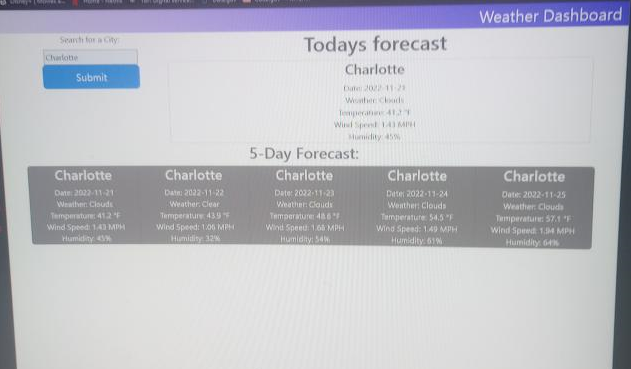 Weather Dashboard
Search for a City:
Charlotte
Submit
Todays forecast
Charlotte
Date: 2022-11-21
Weather: Clouds
Temperature: 41.2 °F
Wind Speed: 1.43 MPH
Humidity: 45%
5-Day Forecast:
Charlotte
Date: 2022-11-21
Weather: Clouds
Temperature: 41.2 °F
Wind Speed: 1.43 MPH
Humidity: 45%
Charlotte
Date: 2022-11-22
Weather: Clear
Temperature: 43.9 °F
Wind Speed: 1.06 MPH
Humidity: 32%
Charlotte
Date: 2022-11-23
Weather: Clouds
Temperature: 48.6 °F
Wind Speed: 1.68 MPH
Humidity: 54%
Charlotte
Date: 2022-11-24
Weather: Clouds
Temperature: 54.5 °F
Wind Speed: 1.49 MPH
Humidity: 61%
Charlotte
Date: 2022-11-25
Weather: Clouds
Temperature: 57.1 °F
Wind Speed: 1.94 MPH
Humidity: 64%